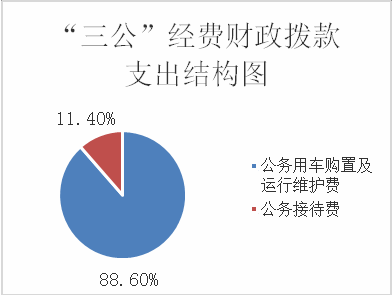 “三公”经费财政拨款
支出结构图
11.40%
公务用车购置及
运行维护费
公务接待费
88.60%